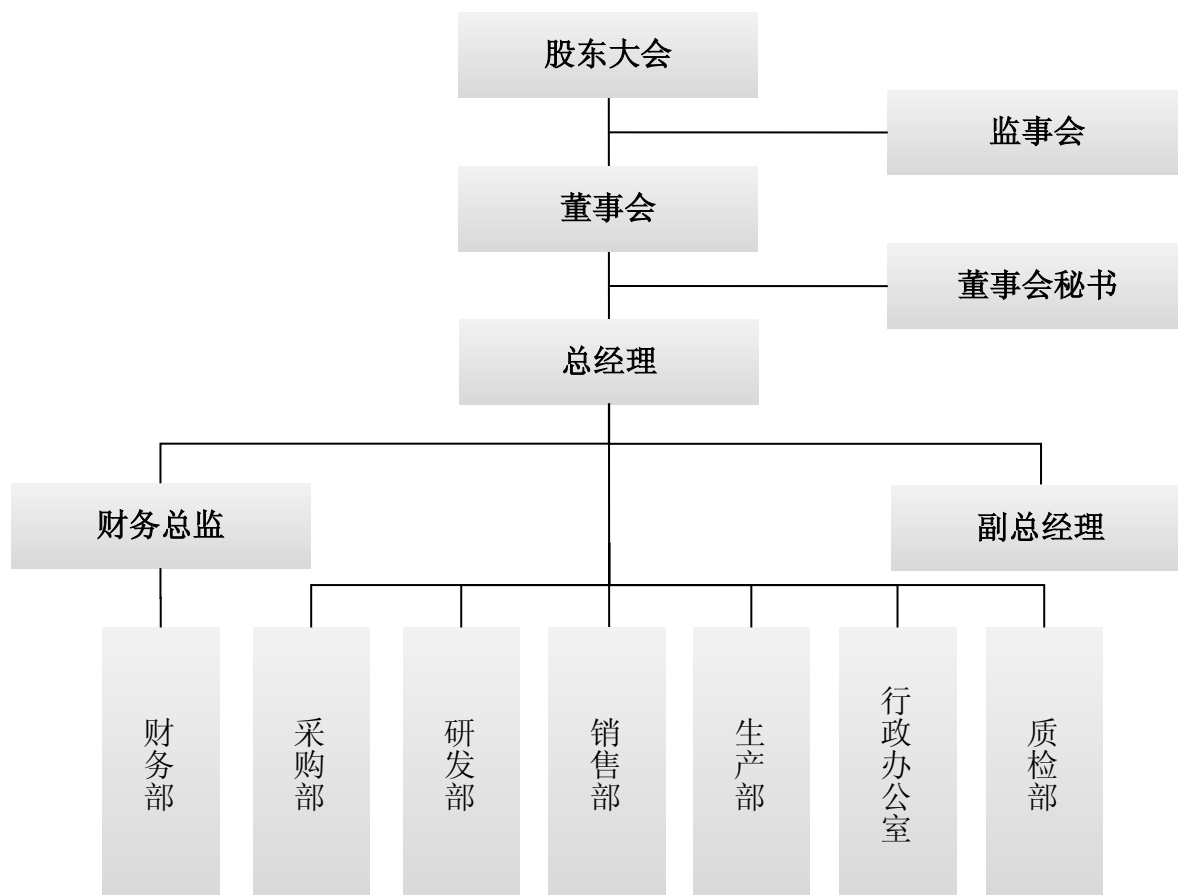 股东大会
监事会
董事会
董事会秘书
总经理
财务总监
副总经理
财务部
采购部
研发部
销售部
生产部
行政办公室
质检部